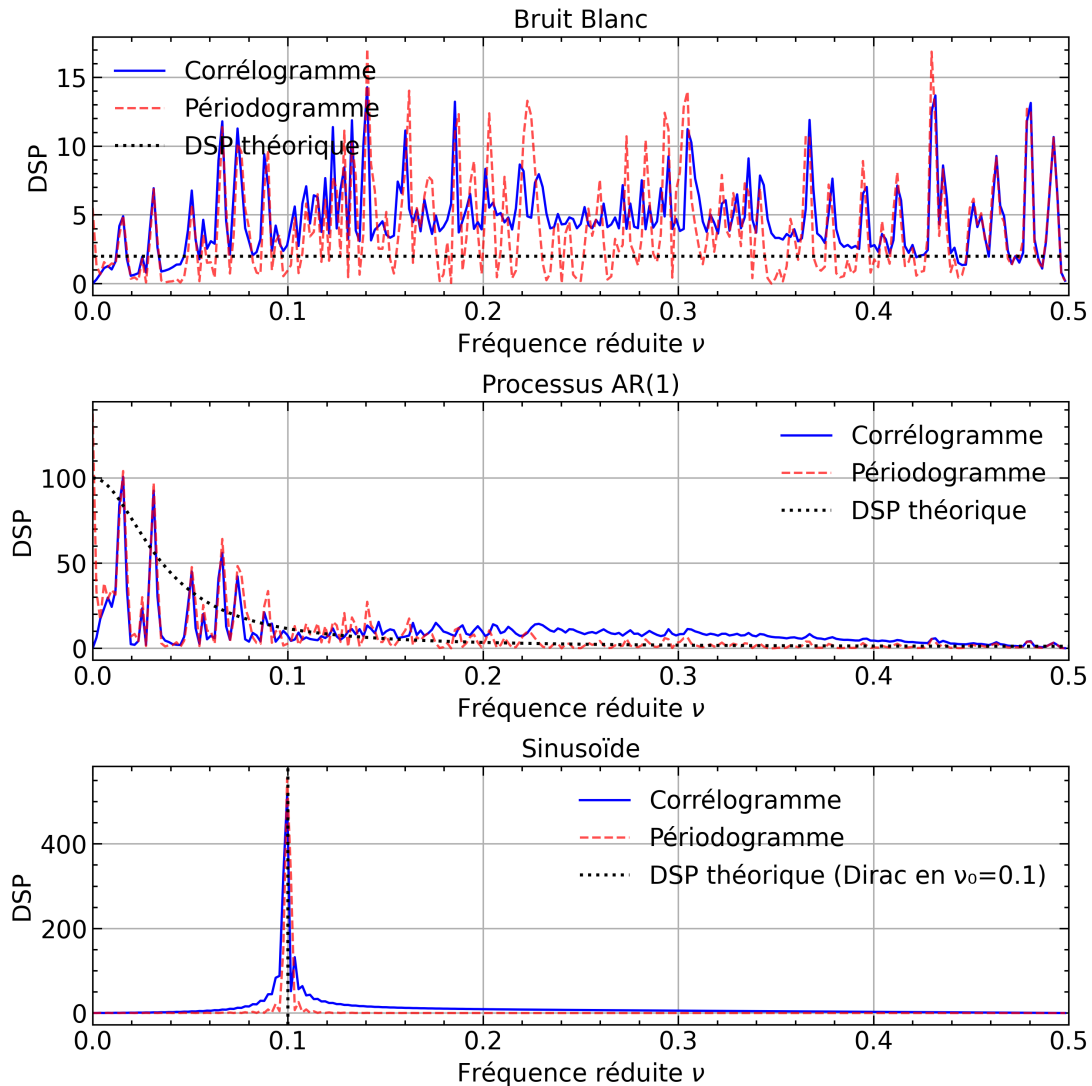 Bruit Blanc
DSP
15
10
5
0
Corrélogramme
Périodogramme
DSP théorique
0.0 0.1 0.2 0.3 0.4 0.5
Fréquence réduite ν
Processus AR(1)
DSP
100
50
0
Corrélogramme
Périodogramme
DSP théorique
0.0 0.1 0.2 0.3 0.4 0.5
Fréquence réduite ν
Sinusoïde
DSP
400
200
0
Corrélogramme
Périodogramme
DSP théorique (Dirac en ν₀=0.1)
0.0 0.1 0.2 0.3 0.4 0.5
Fréquence réduite ν